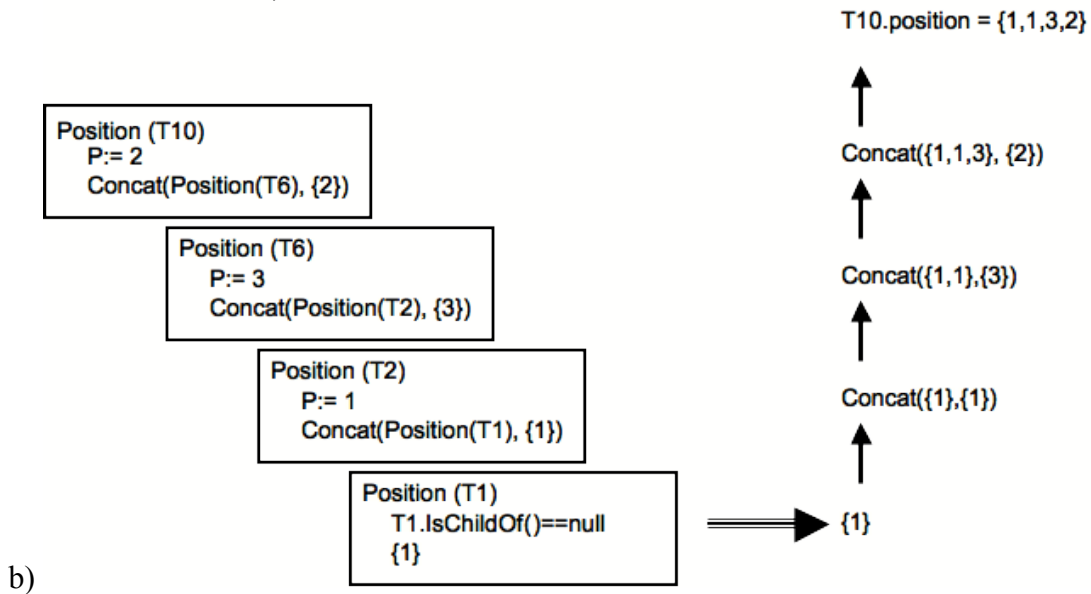 Position (T10)
P:= 2
Concat(Position(T6), {2})
Position (T6)
P:= 3
Concat(Position(T2), {3})
Position (T2)
P:= 1
Concat(Position(T1), {1})
Position (T1)
T1.IsChildOf()==null
{1}
T10.position = {1,1,3,2}
Concat({1,1,3}, {2})
Concat({1,1},{3})
Concat({1},{1})
{1}
b)